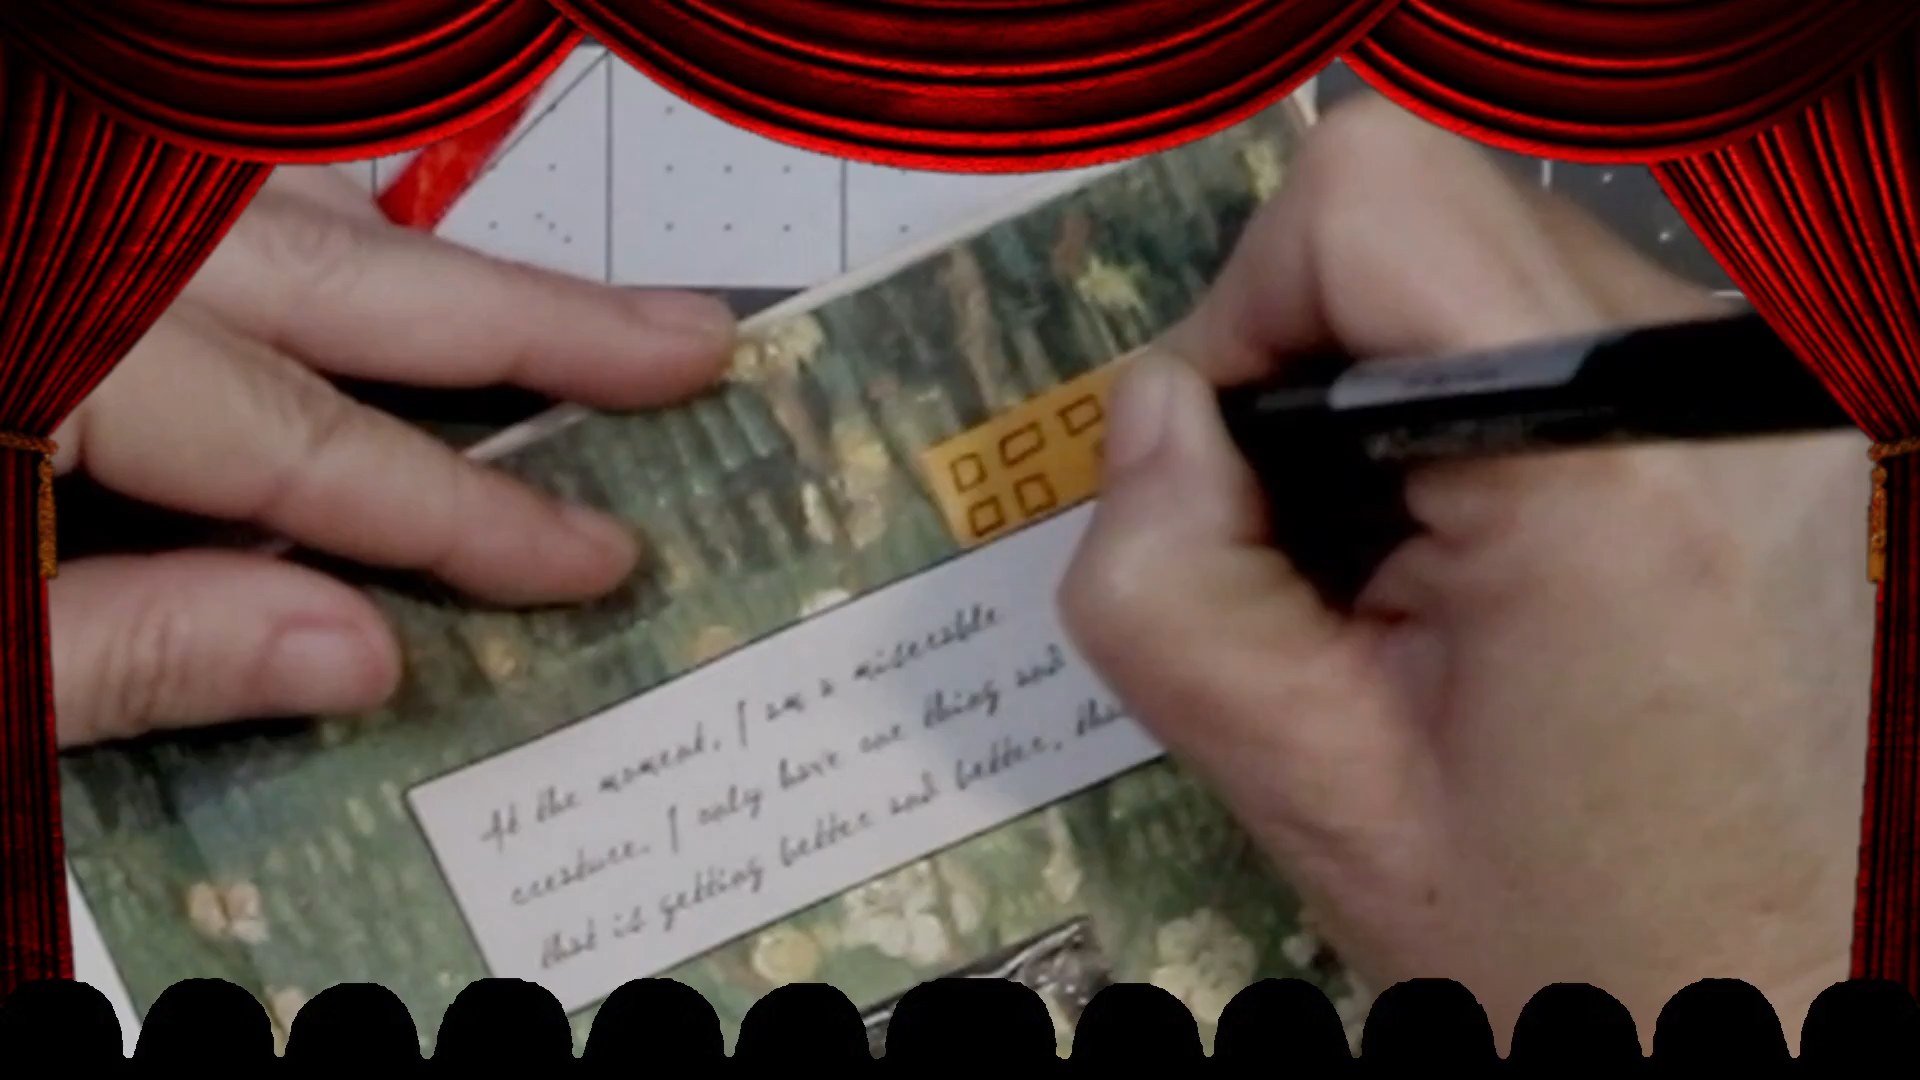 At the moment, I am a miserable
creature. I only have one thing and
that is getting better and better,